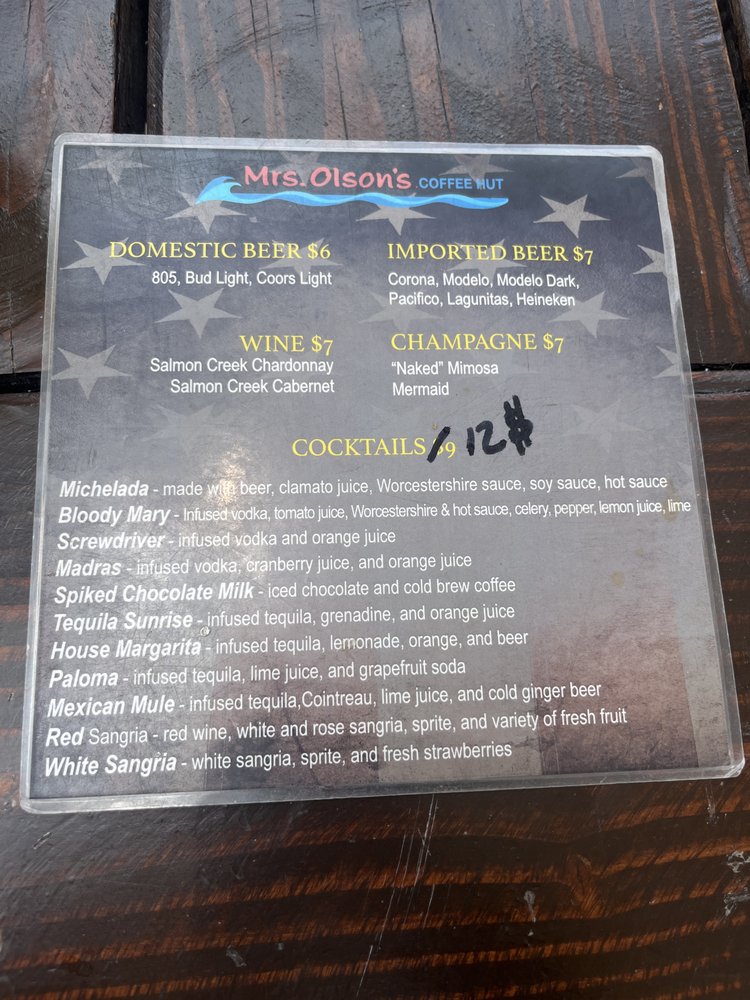 Mrs. Olson's COFFEE HUT
DOMESTIC BEER $6
805, Bud Light, Coors Light
IMPORTED BEER $7
Corona, Modelo, Modelo Dark,
Pacifico, Lagunitas, Heineken
WINE $7
Salmon Creek Chardonnay
Salmon Creek Cabernet
CHAMPAGNE $7
"Naked" Mimosa
Mermaid
COCKTAILS $9 / 12$
Michelada - made with beer, clamato juice, Worcestershire sauce, soy sauce, hot sauce
Bloody Mary - Infused vodka, tomato juice, Worcestershire & hot sauce, celery, pepper, lemon juice, lime
Screwdriver - infused vodka and orange juice
Madras - infused vodka, cranberry juice, and orange juice
Spiked Chocolate Milk - iced chocolate and cold brew coffee
Tequila Sunrise - infused tequila, grenadine, and orange juice
House Margarita - infused tequila, lemonade, orange, and beer
Paloma - infused tequila, lime juice, and grapefruit soda
Mexican Mule - infused tequila,Cointreau, lime juice, and cold ginger beer
Red Sangria - red wine, white and rose sangria, sprite, and variety of fresh fruit
White Sangria - white sangria, sprite, and fresh strawberries